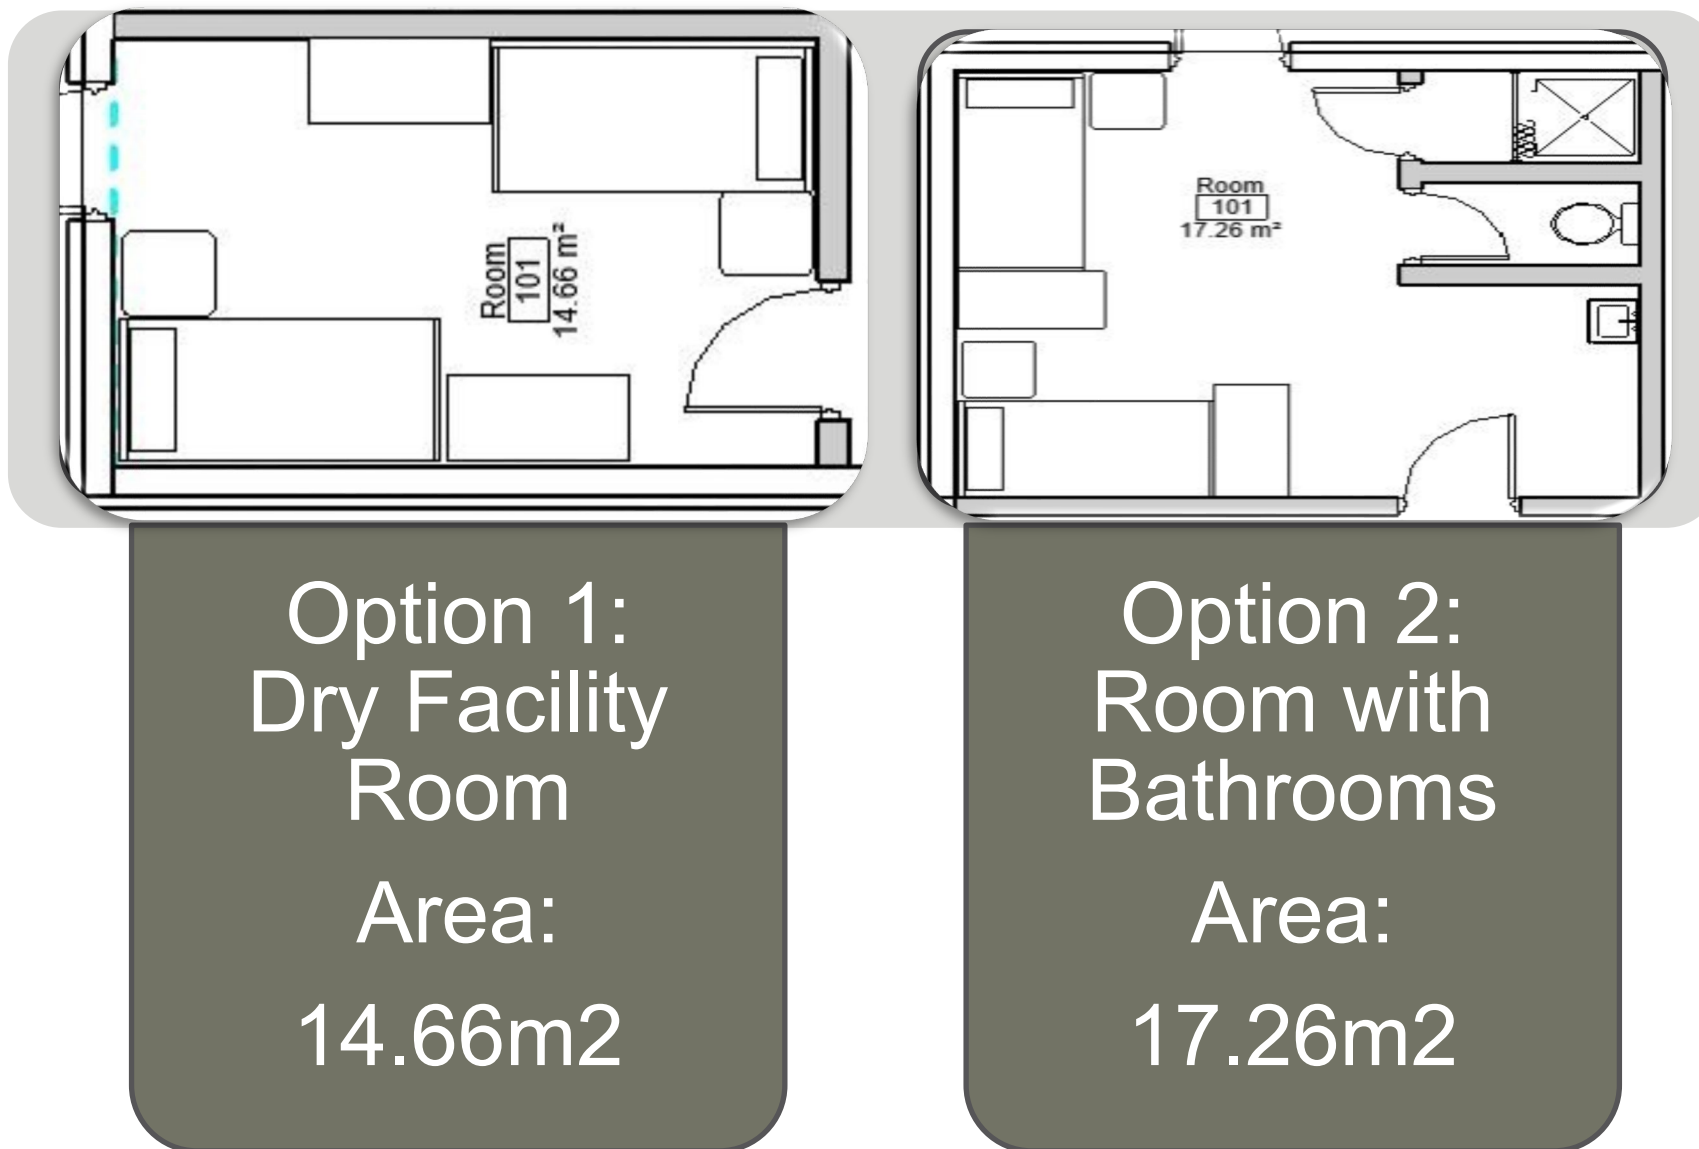 Room
101
14.66 m²
Room
101
17.26 m²
Option 1:
Dry Facility
Room
Area:
14.66m2
Option 2:
Room with
Bathrooms
Area:
17.26m2